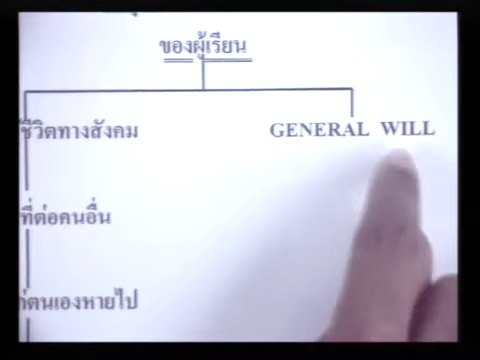 ของผู้เรียน
ชีวิตทางสังคม
GENERAL WILL
ที่ต่อคนอื่น
ตนเองหายไป